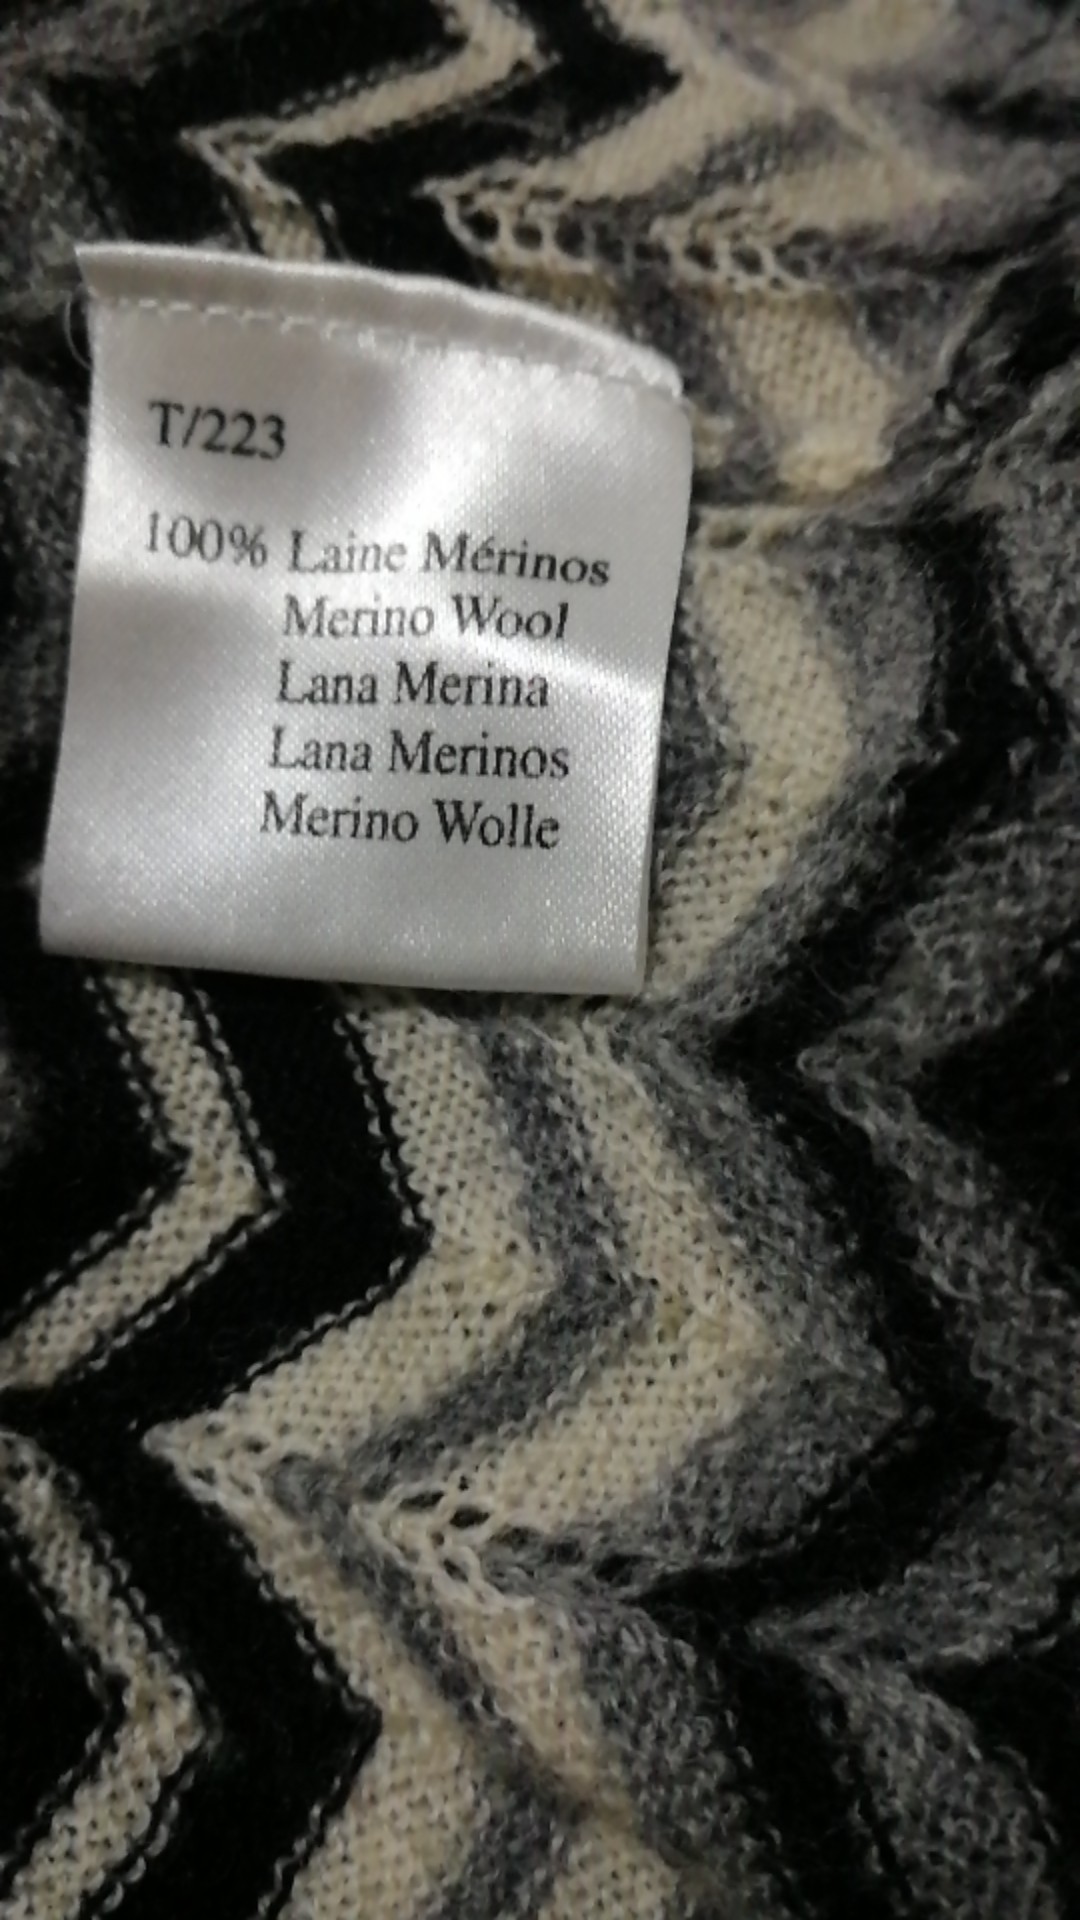 T/223
100% Laine Mérinos
Merino Wool
Lana Merina
Lana Merinos
Merino Wolle